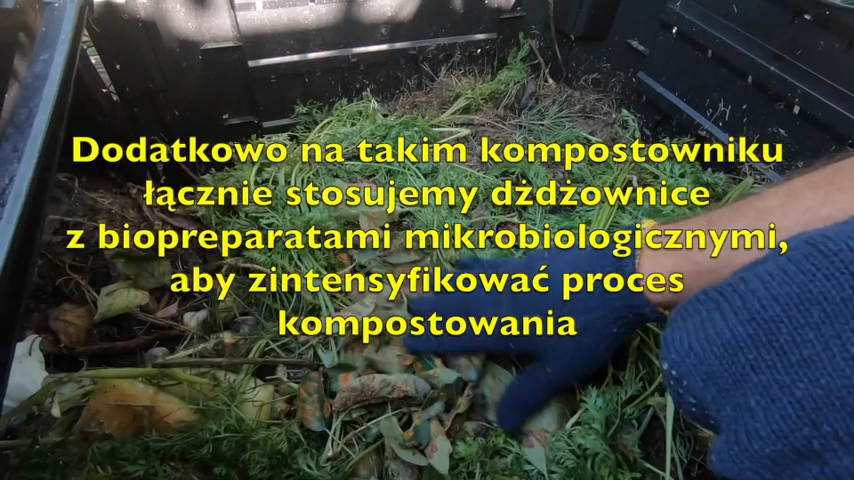 Dodatkowo na takim kompostowniku
łącznie stosujemy dżdżownice
z biopreparatami mikrobiologicznymi,
aby zintensyfikować proces
kompostowania